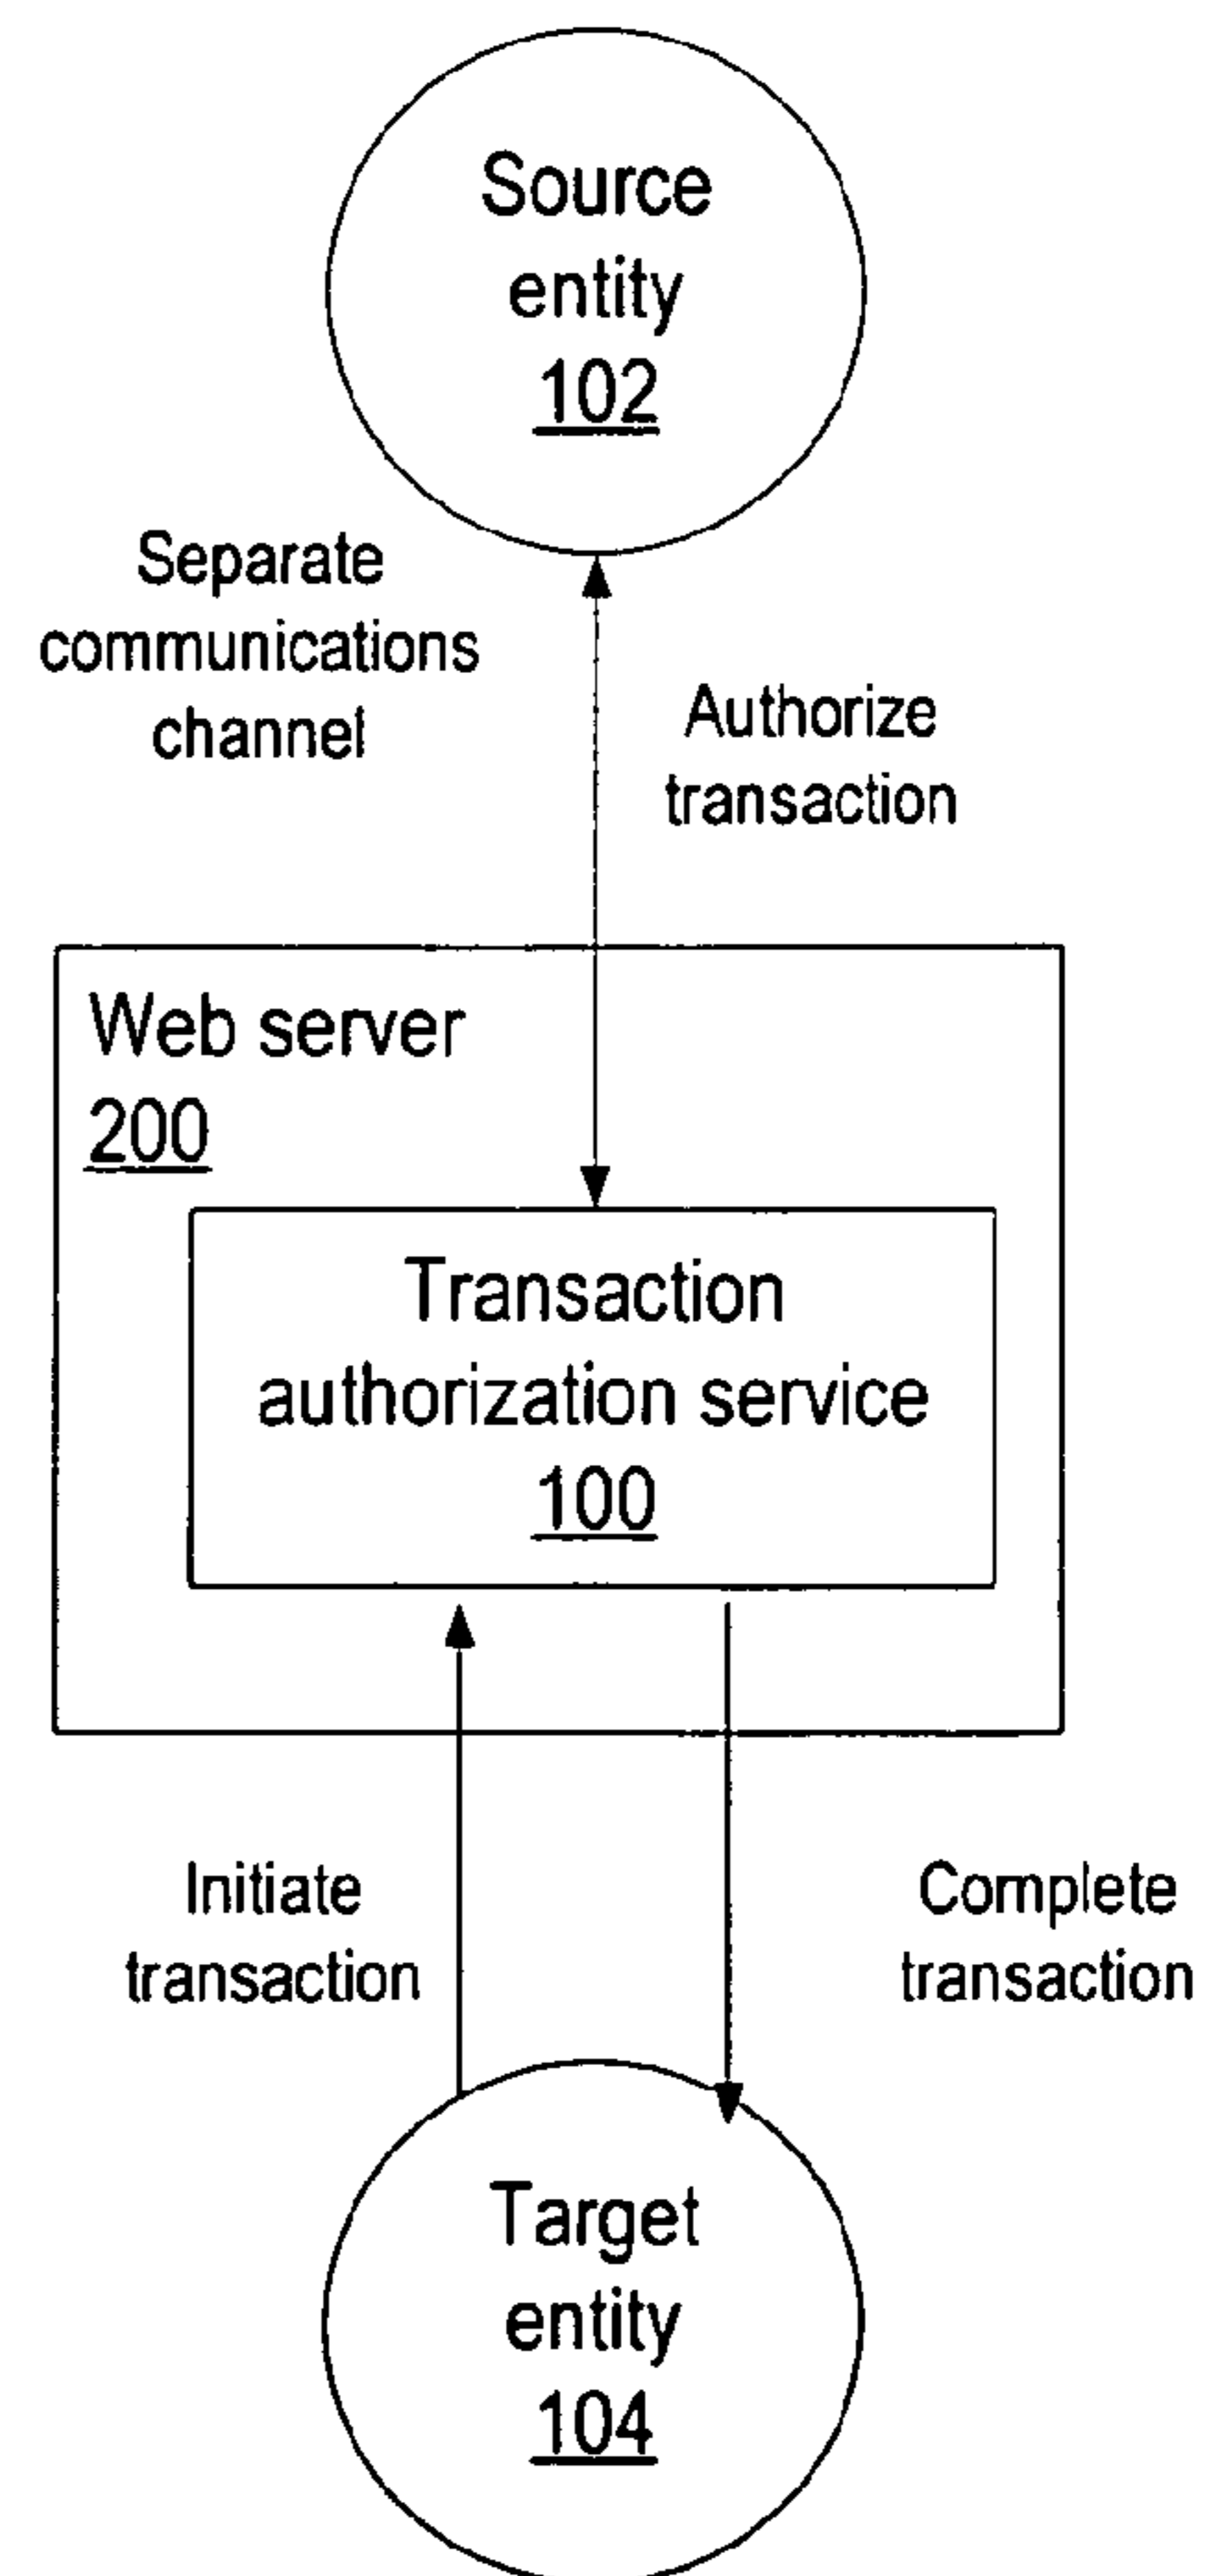 Source
entity
102
Separate
communications
channel
Authorize
transaction
Web server
200
Transaction
authorization service
100
Initiate
transaction
Complete
transaction
Target
entity
104